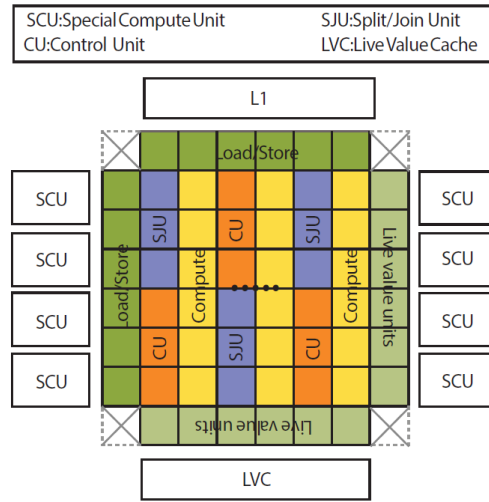 SCU:Special Compute Unit
SJU:Split/Join Unit
CU:Control Unit
LVC:Live Value Cache
L1
Load/Store
SCU
SCU
SCU
SCU
Load/Store
SJU
CU
Compute
CU
SJU
SJU
CU
Compute
Live value units
SCU
SCU
SCU
SCU
Live value units
LVC